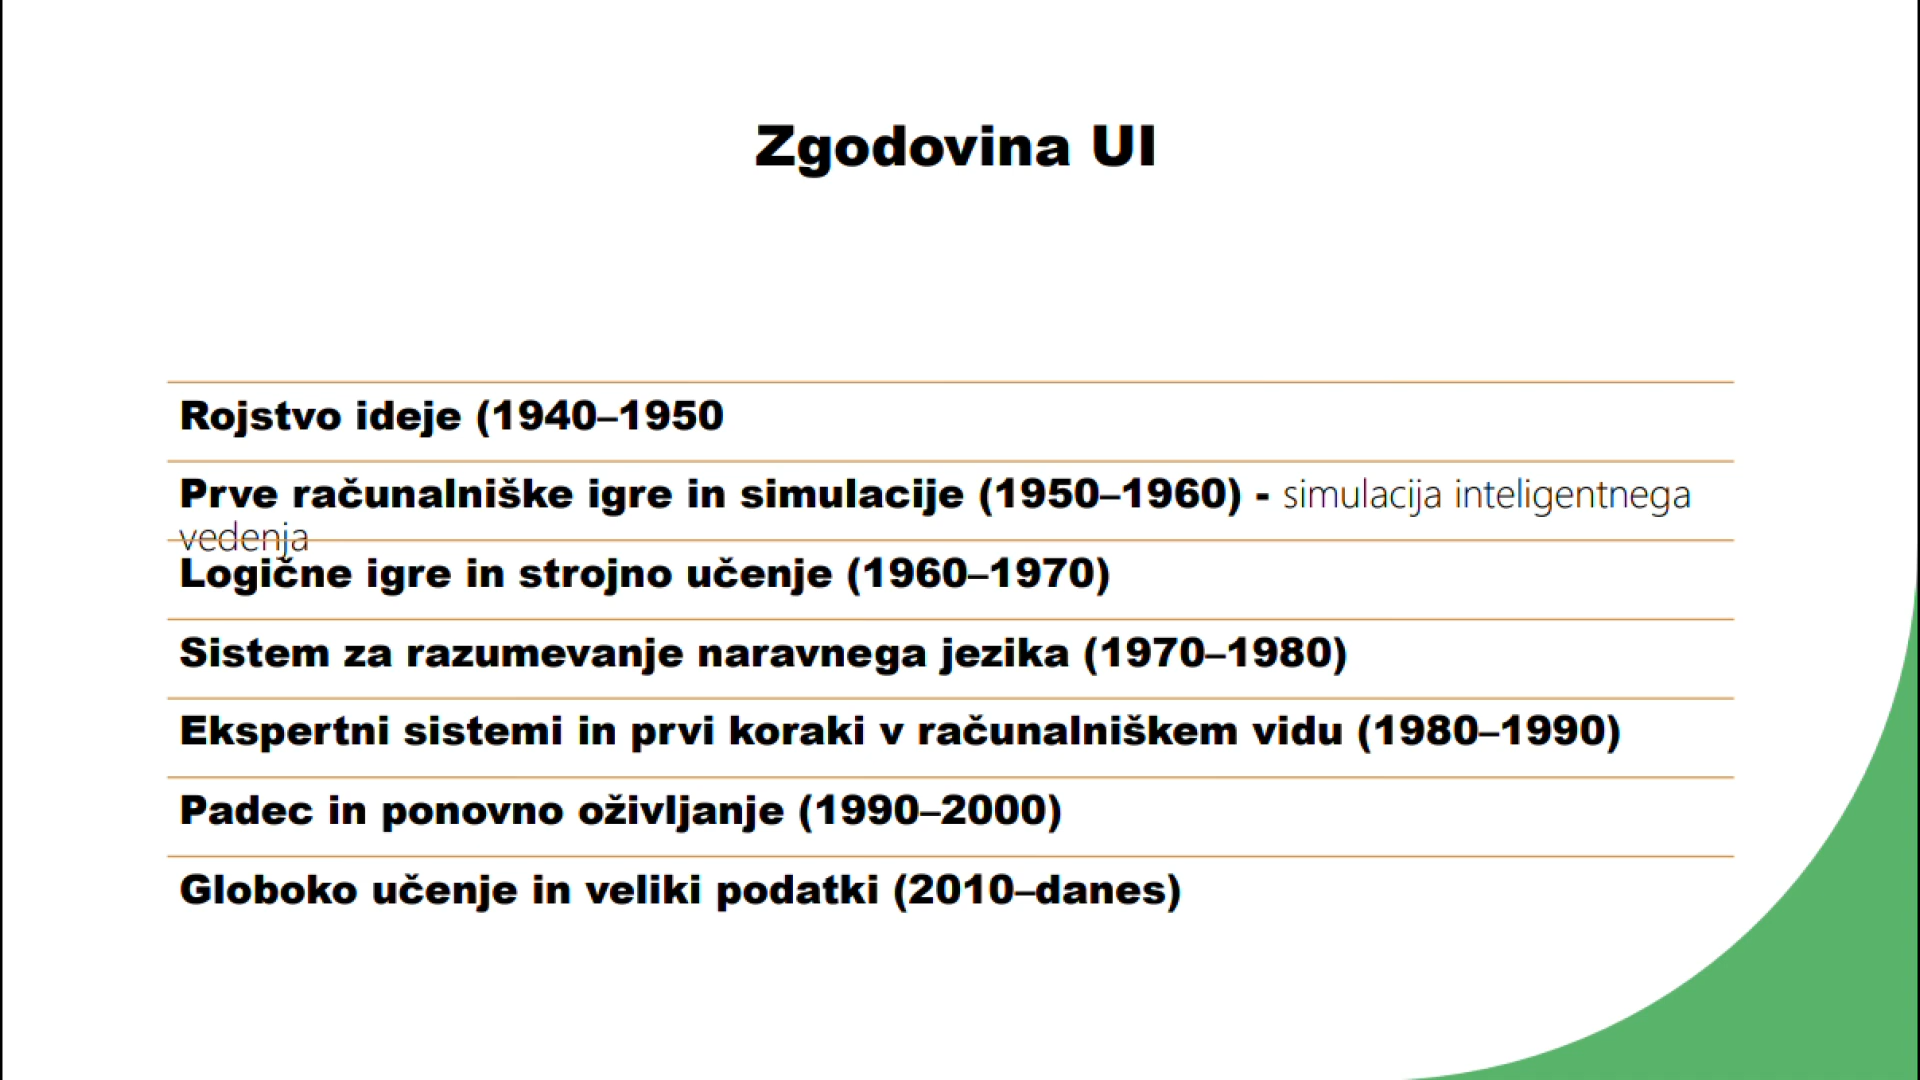 Zgodovina UI
Rojstvo ideje (1940–1950
Prve računalniške igre in simulacije (1950–1960) - simulacija inteligentnega
vedenja
Logične igre in strojno učenje (1960–1970)
Sistem za razumevanje naravnega jezika (1970–1980)
Ekspertni sistemi in prvi koraki v računalniškem vidu (1980–1990)
Padec in ponovno oživljanje (1990–2000)
Globoko učenje in veliki podatki (2010–danes)